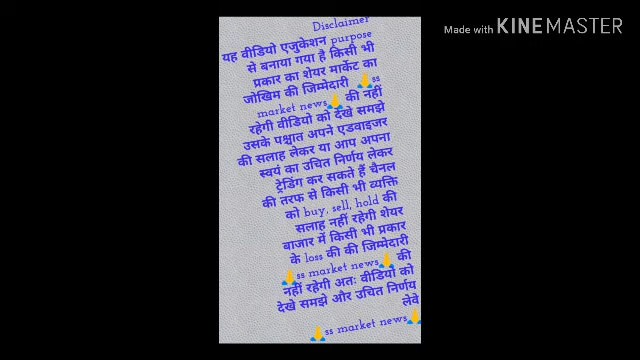 Made with KINEMASTER
Disclaimer
यह वीडियो एजुकेशन purpose
से बनाया गया है किसी भी
प्रकार का शेयर मार्केट का
जोखिम की जिम्मेदारी 🙏ss
market news🙏 की नहीं
रहेगी वीडियो को देखे समझे
उसके पश्चात अपने एडवाइजर
की सलाह लेकर या आप अपना
स्वयं का उचित निर्णय लेकर
ट्रेडिंग कर सकते हैं चैनल
की तरफ से किसी भी व्यक्ति
को buy, sell, hold की
सलाह नहीं रहेगी शेयर
बाजार में किसी भी प्रकार
के loss की की जिम्मेदारी
🙏ss market news🙏 की
नहीं रहेगी अतः वीडियो को
देखे समझे और उचित निर्णय
लेवे
🙏ss market news🙏